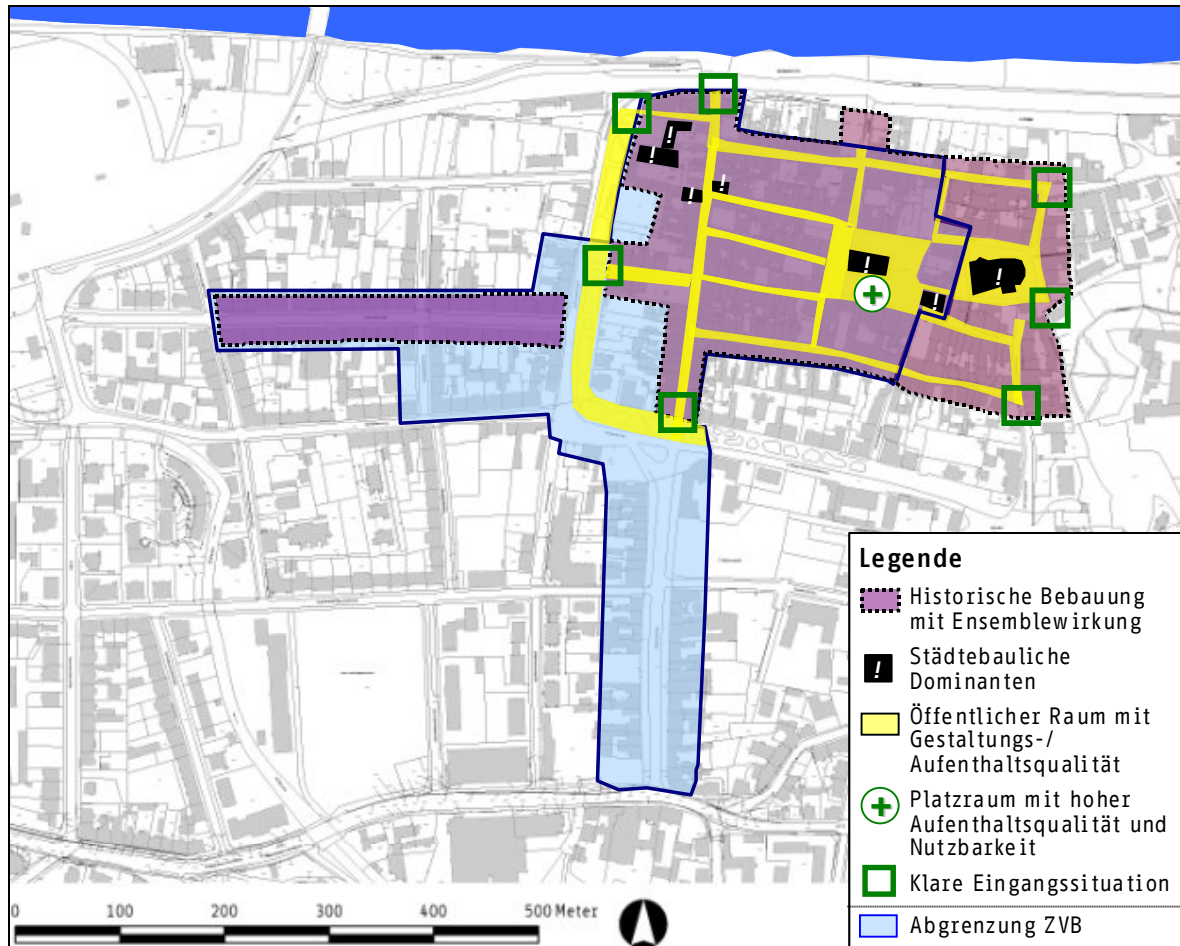 Legende
Historische Bebauung
mit Ensemblewirkung
Städtebauliche
Dominanten
Öffentlicher Raum mit
Gestaltungs-/
Aufenthaltsqualität
Platzraum mit hoher
Aufenthaltsqualität und
Nutzbarkeit
Klare Eingangssituation
Abgrenzung ZVB
0 100 200 300 400 500 Meter